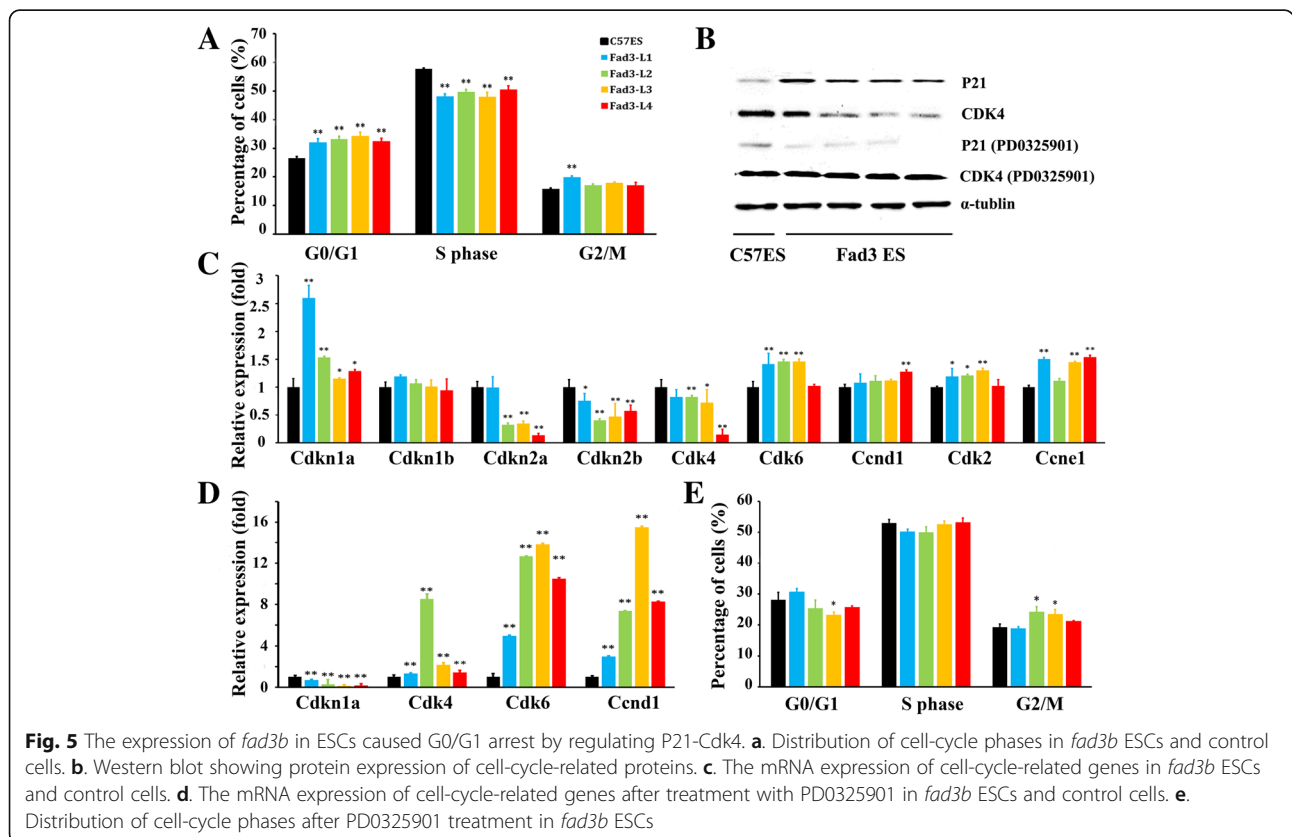 A
Percentage of cells (%)
70
60
50
40
30
20
10
0
** ** ** **
** ** ** **
**
C57ES
Fad3-L1
Fad3-L2
Fad3-L3
Fad3-L4
G0/G1 S phase G2/M
B
P21
CDK4
P21 (PD0325901)
CDK4 (PD0325901)
α-tublin
C57ES Fad3 ES
C
Relative expression (fold)
3
2.5
2
1.5
1
0.5
0
** ** * *
** ** **
* ** ** **
** * **
** ** **
**
* * **
** ** **
Cdkn1a Cdkn1b Cdkn2a Cdkn2b Cdk4 Cdk6 Ccnd1 Cdk2 Ccne1
D
Relative expression (fold)
16
12
8
4
0
** ** ** **
** ** ** **
** ** ** **
** ** ** **
Cdkn1a Cdk4 Cdk6 Ccnd1
E
Percentage of cells (%)
60
50
40
30
20
10
0
*
* *
G0/G1 S phase G2/M
Fig. 5 The expression of fad3b in ESCs caused G0/G1 arrest by regulating P21-Cdk4. a. Distribution of cell-cycle phases in fad3b ESCs and control
cells. b. Western blot showing protein expression of cell-cycle-related proteins. c. The mRNA expression of cell-cycle-related genes in fad3b ESCs
and control cells. d. The mRNA expression of cell-cycle-related genes after treatment with PD0325901 in fad3b ESCs and control cells. e.
Distribution of cell-cycle phases after PD0325901 treatment in fad3b ESCs